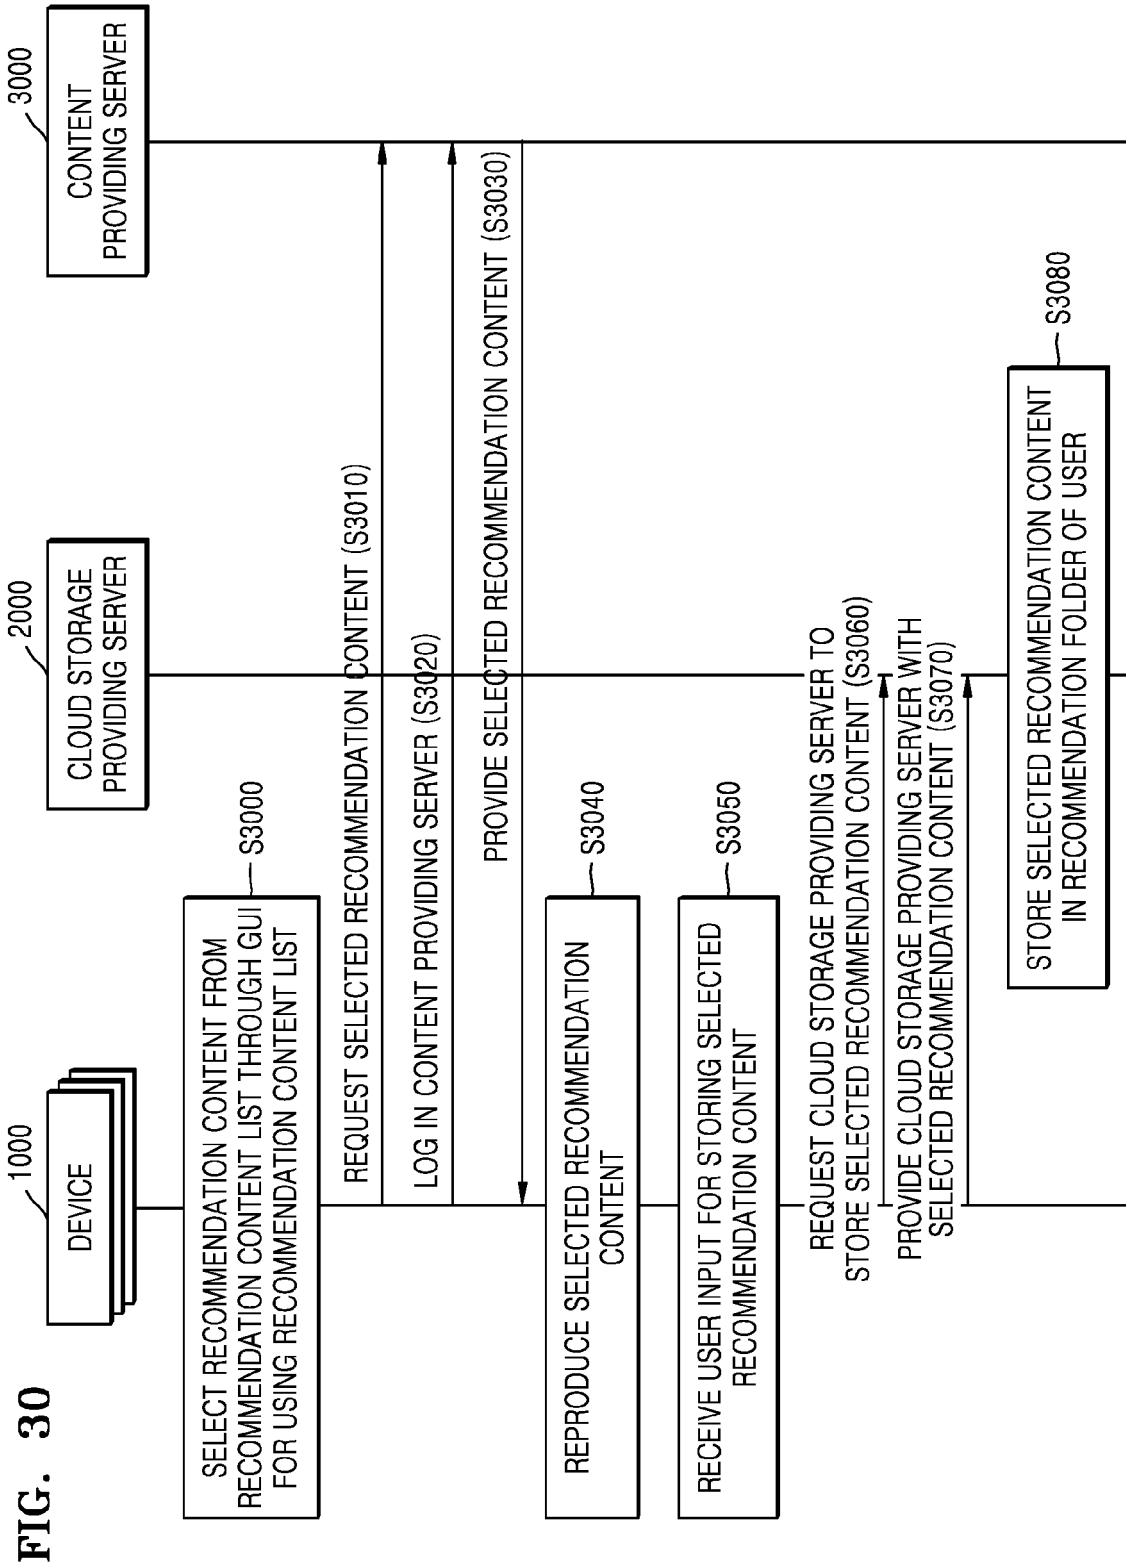 FIG. 30
1000
2000
3000
DEVICE
CLOUD STORAGE
PROVIDING SERVER
CONTENT
PROVIDING SERVER
SELECT RECOMMENDATION CONTENT FROM
RECOMMENDATION CONTENT LIST THROUGH GUI
FOR USING RECOMMENDATION CONTENT LIST
S3000
REQUEST SELECTED RECOMMENDATION CONTENT (S3010)
LOG IN CONTENT PROVIDING SERVER (S3020)
PROVIDE SELECTED RECOMMENDATION CONTENT (S3030)
REPRODUCE SELECTED RECOMMENDATION
CONTENT
S3040
RECEIVE USER INPUT FOR STORING SELECTED
RECOMMENDATION CONTENT
S3050
REQUEST CLOUD STORAGE PROVIDING SERVER TO
STORE SELECTED RECOMMENDATION CONTENT (S3060)
PROVIDE CLOUD STORAGE PROVIDING SERVER WITH
SELECTED RECOMMENDATION CONTENT (S3070)
STORE SELECTED RECOMMENDATION CONTENT
IN RECOMMENDATION FOLDER OF USER
S3080